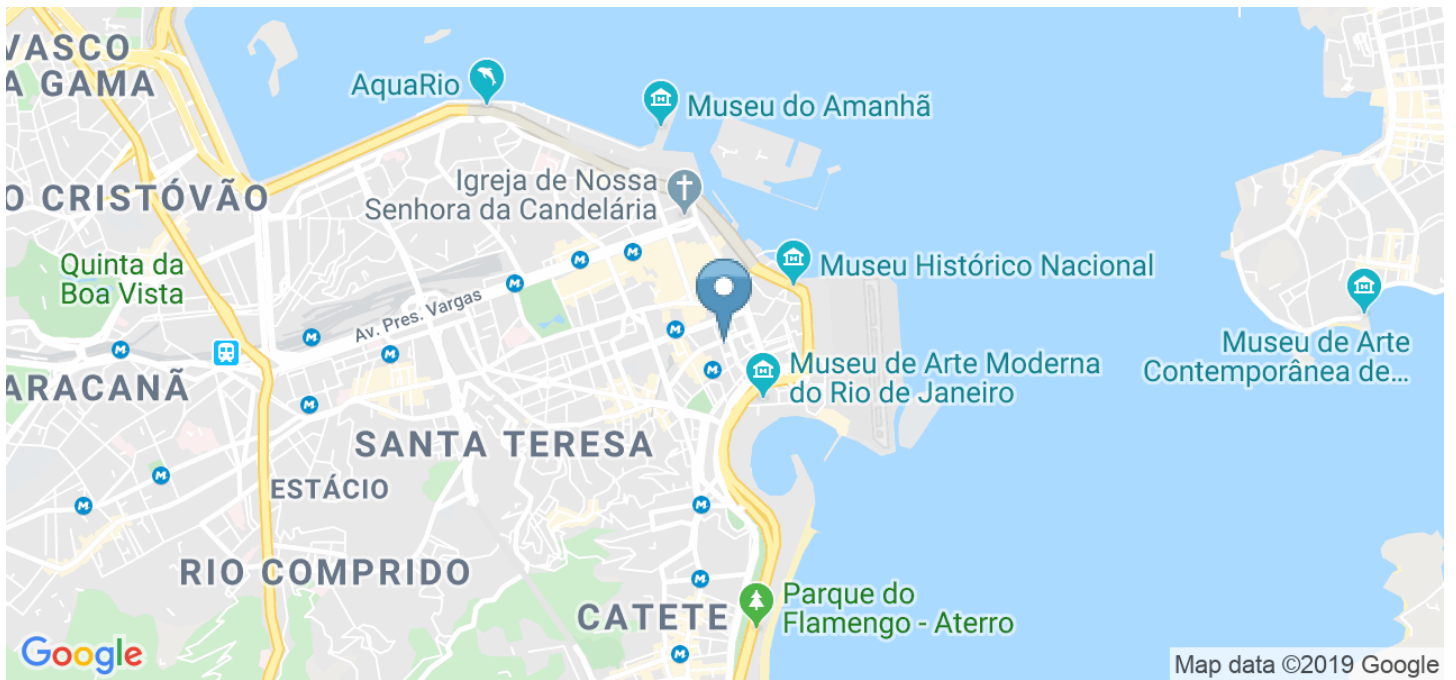 VASCO
A GAMA
AquaRio
Museu do Amanhã
Igreja de Nossa
Senhora da Candelária
O CRISTÓVÃO
Quinta da
Boa Vista
Museu Histórico Nacional
Av. Pres. Vargas
Museu de Arte
Contemporânea de...
Museu de Arte Moderna
do Rio de Janeiro
ARACANÃ
SANTA TERESA
ESTÁCIO
RIO COMPRIDO
CATETE
Parque do
Flamengo - Aterro
Google
Map data ©2019 Google
M
M
M
M
M
M
M
M
M
M
M
M
M
M